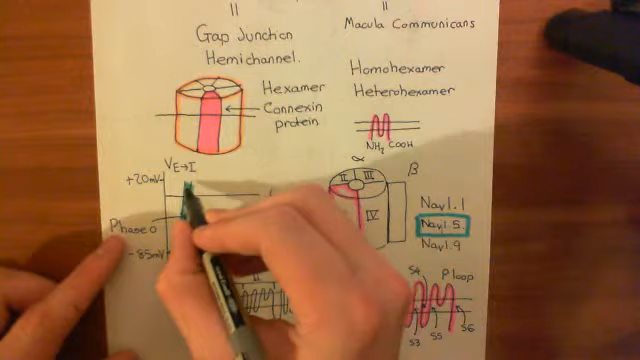 =
Gap Junction
Hemichannel.
=
Macula Communicans
Homohexamer
Heterohexamer
Hexamer
Connexin
protein
NH₂ COOH
VE→I
+20mV
Phase 0
-85mV
α
β
II III
IV
Nav1.1
Nav1.5.
Nav1.9
II
S4
P loop
S3 S5 S6